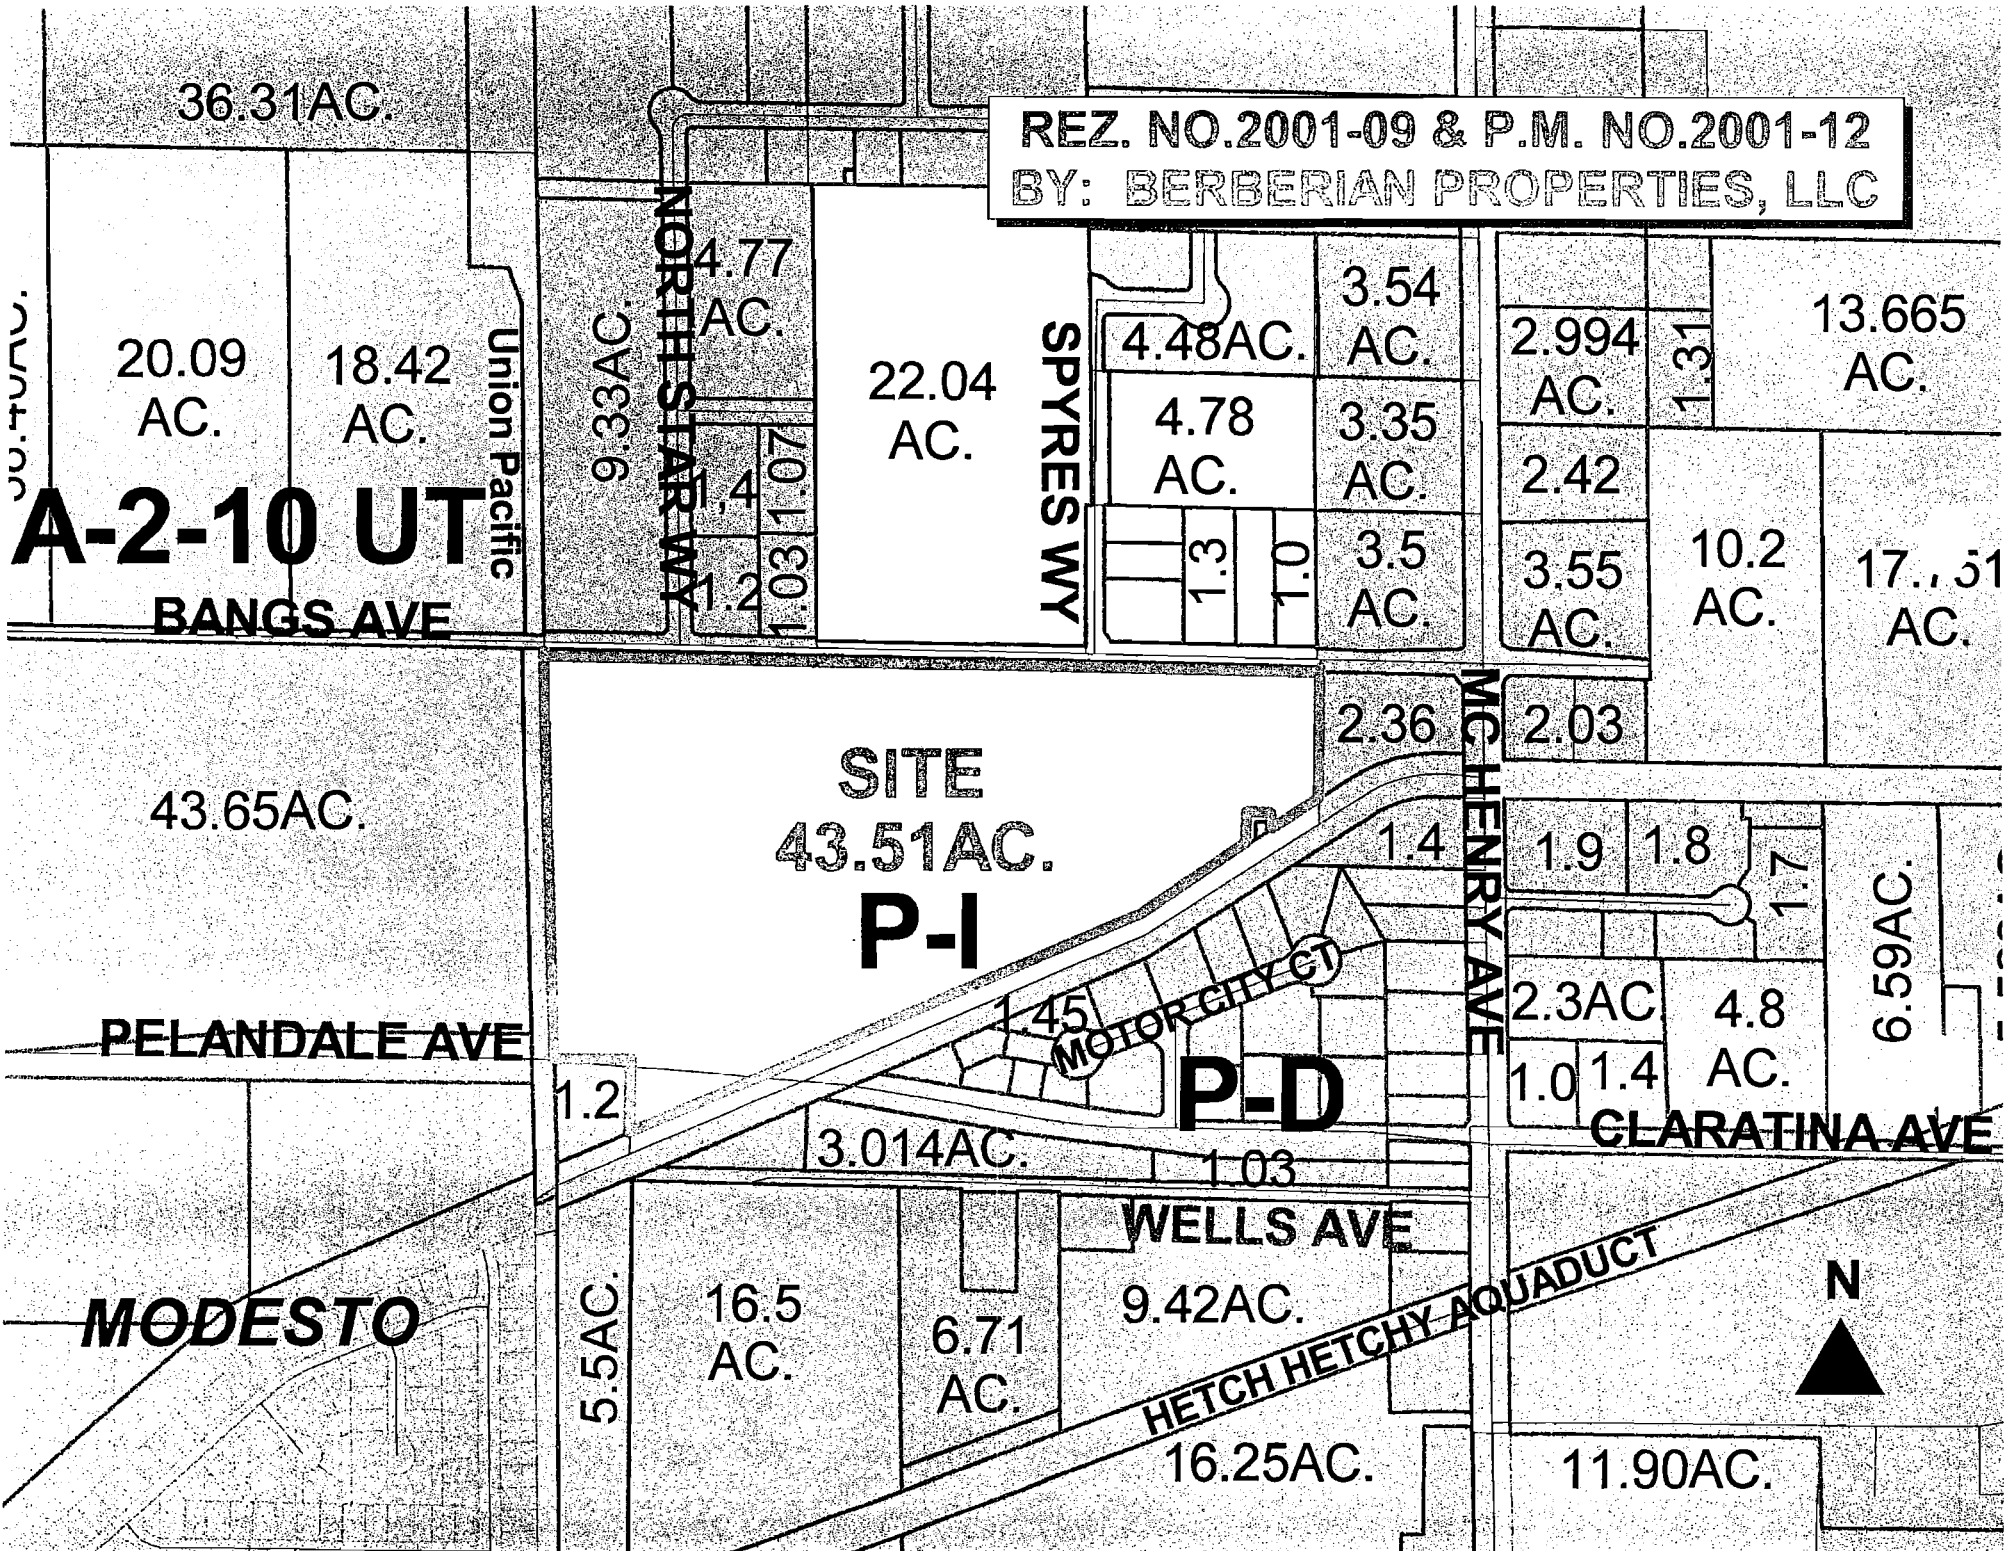 36.31AC.
REZ. NO.2001-09 & P.M. NO.2001-12
BY: BERBERIAN PROPERTIES, LLC
20.09
AC.
18.42
AC.
Union Pacific
9.33AC.
NORTH STAR WY
4.77
AC.
1.4
1.07
1.2
1.03
22.04
AC.
SPYRES WY
4.48AC.
4.78
AC.
1.3
1.0
3.54
AC.
3.35
AC.
3.5
AC.
2.994
AC.
1.31
13.665
AC.
2.42
3.55
AC.
10.2
AC.
AC.
A-2-10 UT
BANGS AVE
43.65AC.
SITE
43.51AC.
P-I
2.36
MC HENRY AVE
2.03
1.4
1.9
1.8
1.7
6.59AC.
PELANDALE AVE
1.45
MOTOR CITY CT
P-D
2.3AC
4.8
AC.
1.0
1.4
CLARATINA AVE
1.2
3.014AC.
1.03
WELLS AVE
MODESTO
5.5AC.
16.5
AC.
6.71
AC.
9.42AC.
HETCH HETCHY AQUADUCT
N
16.25AC.
11.90AC.